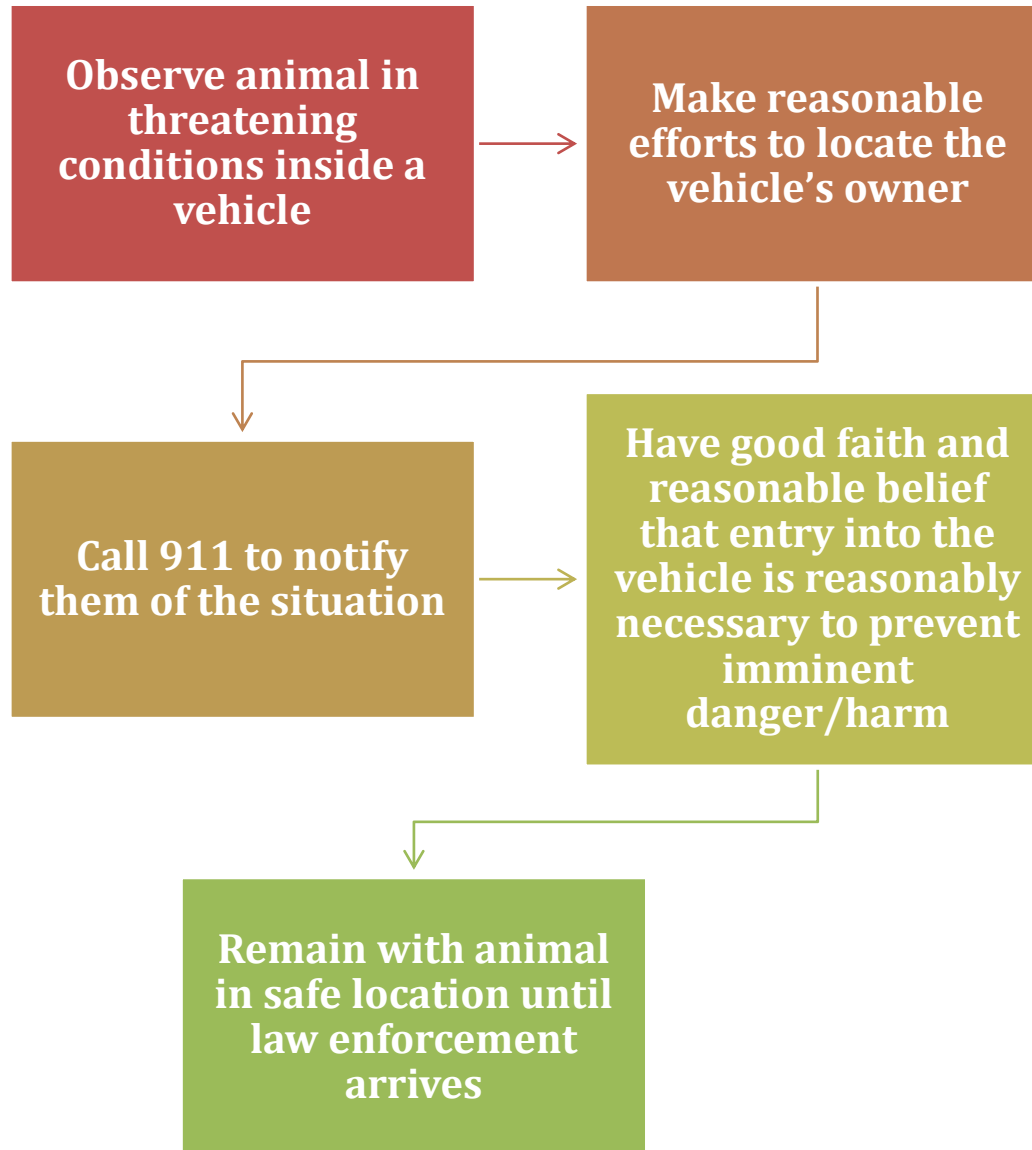 Observe animal in
threatening
conditions inside a
vehicle
Make reasonable
efforts to locate the
vehicle’s owner
Call 911 to notify
them of the situation
Have good faith and
reasonable belief
that entry into the
vehicle is reasonably
necessary to prevent
imminent
danger/harm
Remain with animal
in safe location until
law enforcement
arrives